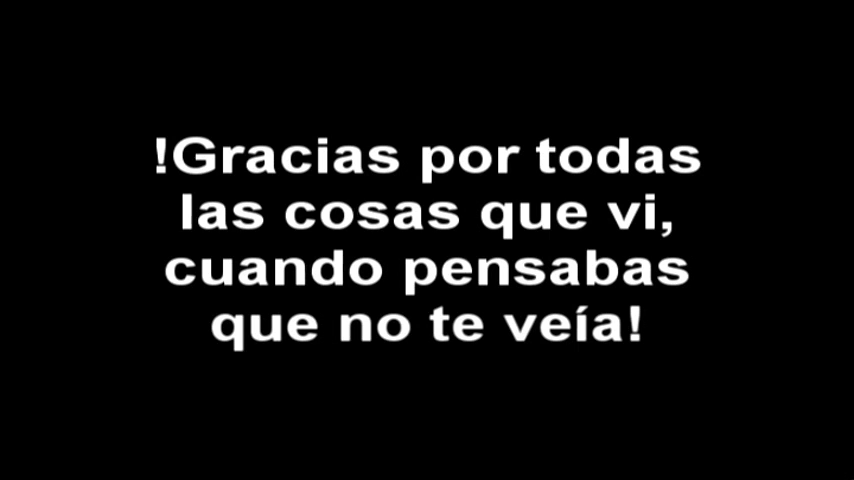 !Gracias por todas
las cosas que vi,
cuando pensabas
que no te veía!